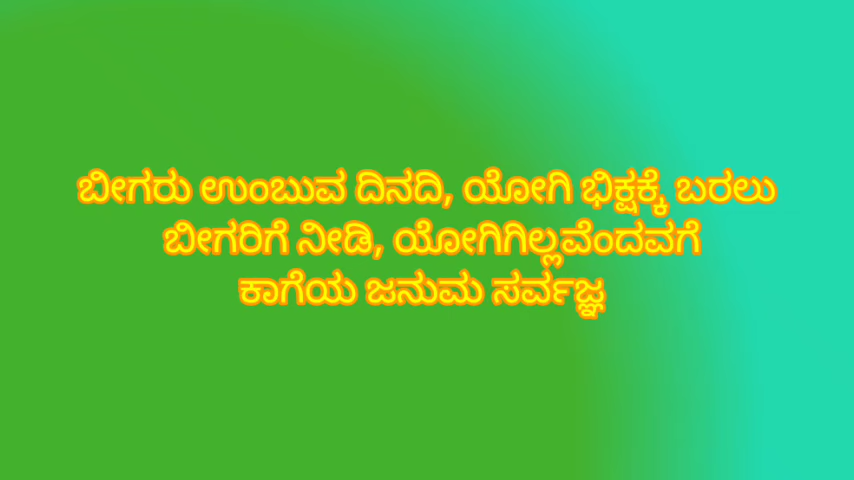 ಬೀಗರು ಉಂಬುವ ದಿನದಿ, ಯೋಗಿ ಭಿಕ್ಷಕ್ಕೆ ಬರಲು
ಬೀಗರಿಗೆ ನೀಡಿ, ಯೋಗಿಗಿಲ್ಲವೆಂದವಗೆ
ಕಾಗೆಯ ಜನುಮ ಸರ್ವಜ್ಞ